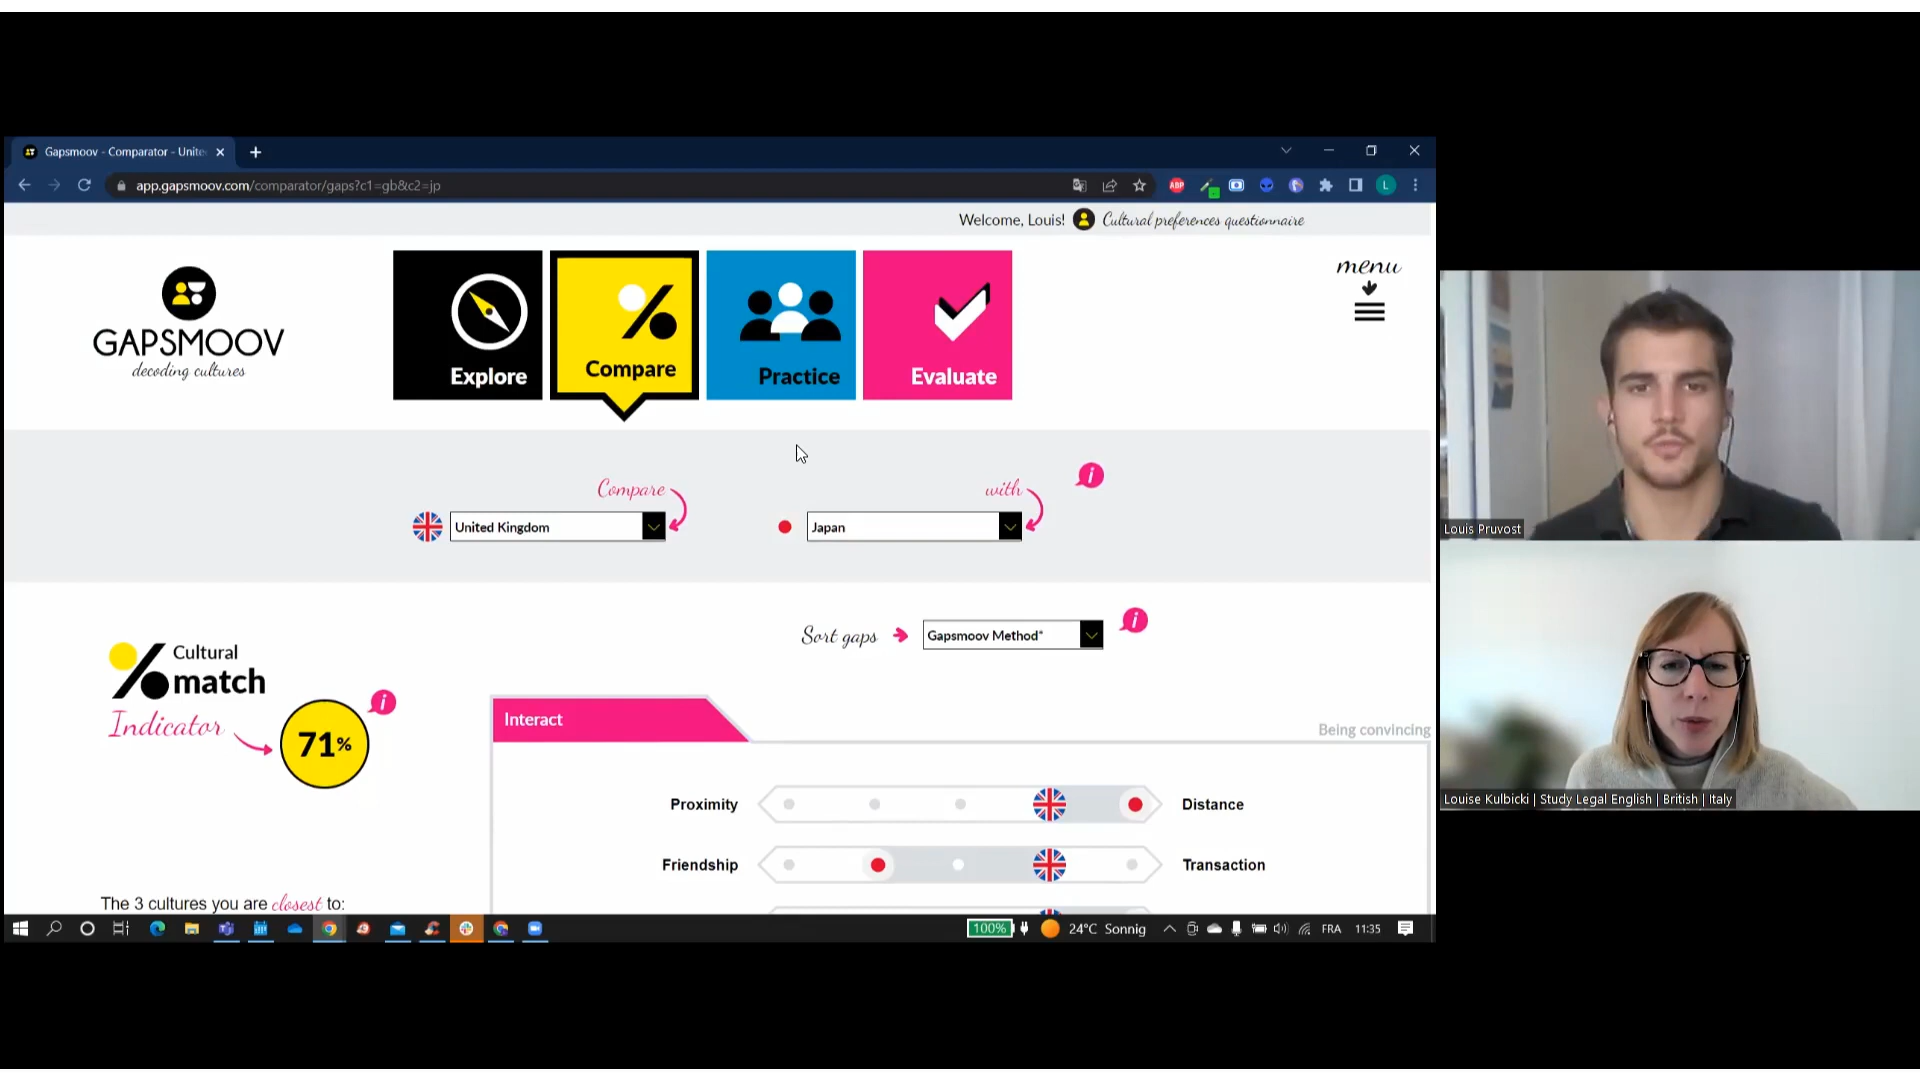 Gapsmoov - Comparator - Unite
app.gapsmoov.com/comparator/gaps?c1=gb&c2=jp
ABP
L
Welcome, Louis! Cultural preferences questionnaire
GAPSMOOV
decoding cultures
Explore
Compare
Practice
Evaluate
menu
Compare
with
i
United Kingdom
Japan
Sort gaps
Gapsmoov Method*
i
Cultural
match
Indicator
71%
i
Interact
Being convincing
Proximity
Distance
Friendship
Transaction
The 3 cultures you are closest to:
100%
24°C Sonnig
FRA
11:35
Louis Pruvost
Louise Kulbicki | Study Legal English | British | Italy